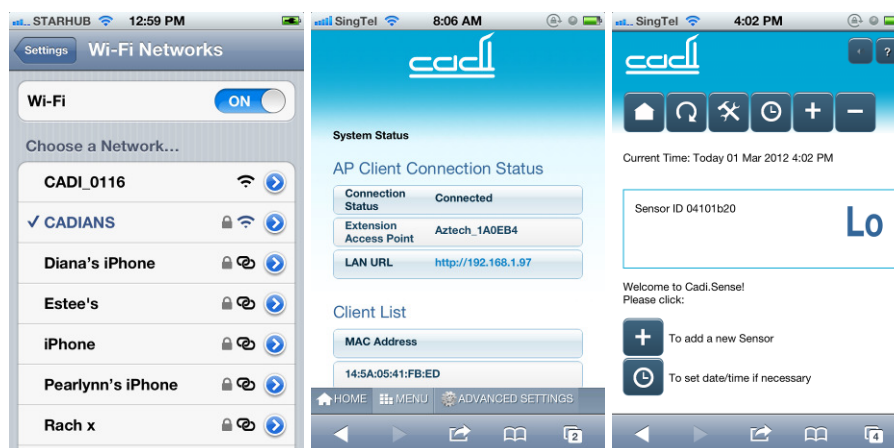 STARHUB 12:59 PM
Settings Wi-Fi Networks
Wi-Fi ON
Choose a Network...
CADI_0116
CADIANS
Diana's iPhone
Estee's
iPhone
Pearlynn's iPhone
Rach x
SingTel 8:06 AM
cadi
System Status
AP Client Connection Status
Connection Status Connected
Extension Access Point Aztech_1A0EB4
LAN URL http://192.168.1.97
Client List
MAC Address
14:5A:05:41:FB:ED
HOME MENU ADVANCED SETTINGS
2
SingTel 4:02 PM
cadi
?
Current Time: Today 01 Mar 2012 4:02 PM
Sensor ID 04101b20
Lo
Welcome to Cadi.Sense!
Please click:
+ To add a new Sensor
To set date/time if necessary
4